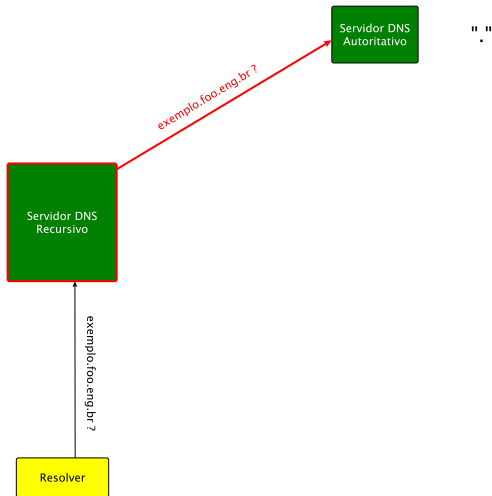 Servidor DNS
Autoritativo
"."
exemplo.foo.eng.br ?
Servidor DNS
Recursivo
exemplo.foo.eng.br ?
Resolver